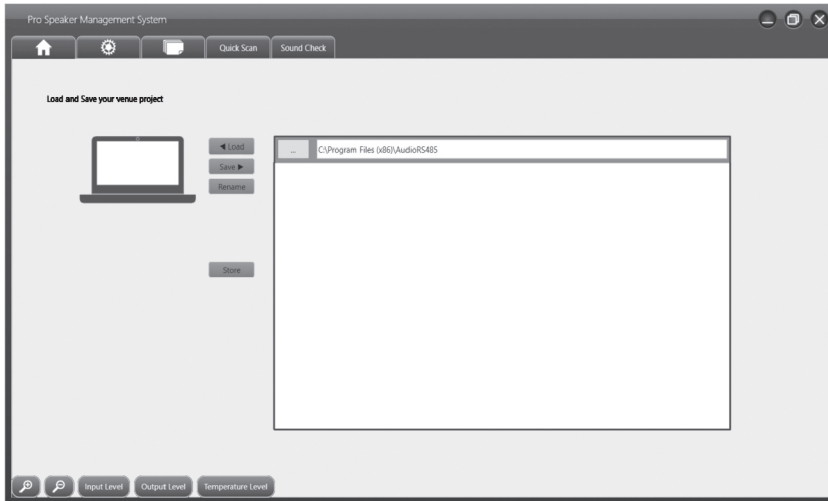 Pro Speaker Management System
Quick Scan
Sound Check
Load and Save your venue project
◀ Load
Save ▶
Rename
Store
... C:\Program Files (x86)\AudioRS485
Input Level
Output Level
Temperature Level